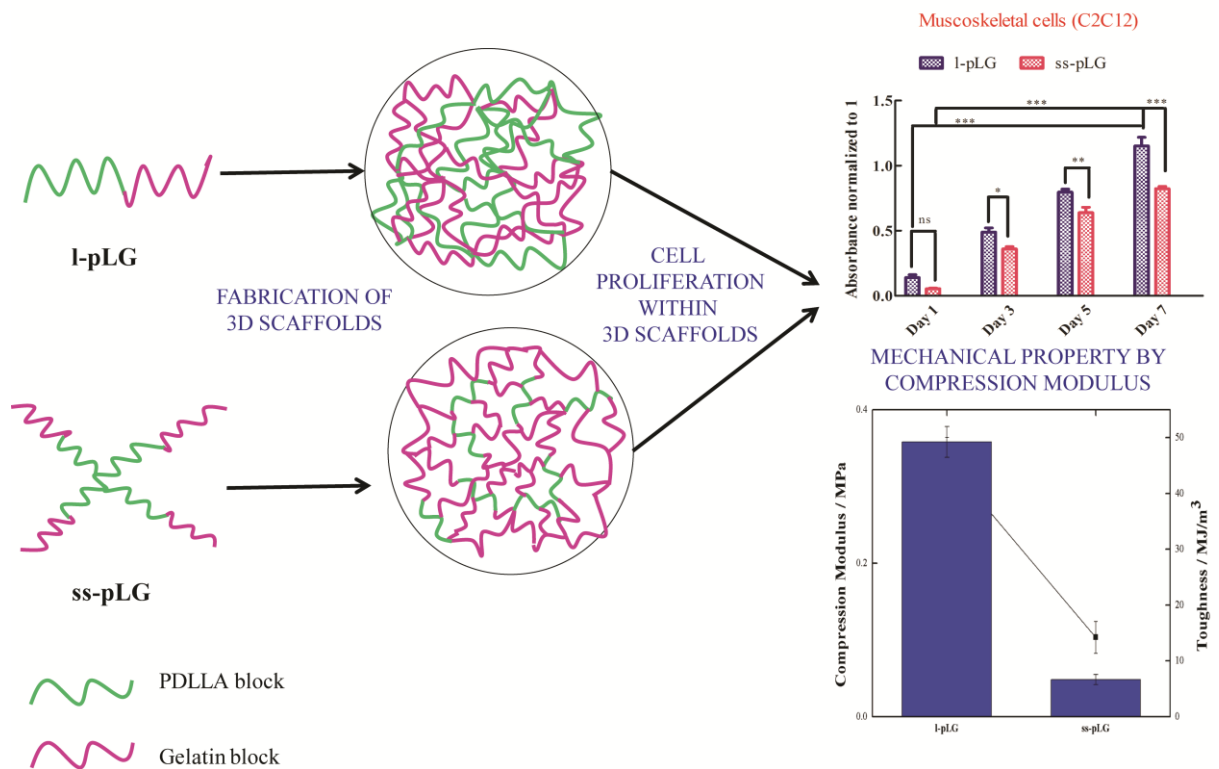 l-pLG
ss-pLG
PDLLA block
Gelatin block
FABRICATION OF
3D SCAFFOLDS
CELL
PROLIFERATION
WITHIN
3D SCAFFOLDS
Muscoskeletal cells (C2C12)
l-pLG
ss-pLG
Absorbance normalized to 1
1.5
1.0
0.5
0.0
***
***
***
**
*
ns
Day 1
Day 3
Day 5
Day 7
MECHANICAL PROPERTY BY
COMPRESSION MODULUS
Compression Modulus / MPa
0.4
0.2
0.0
50
40
30
20
10
0
Toughness / MJ/m³
l-pLG
ss-pLG